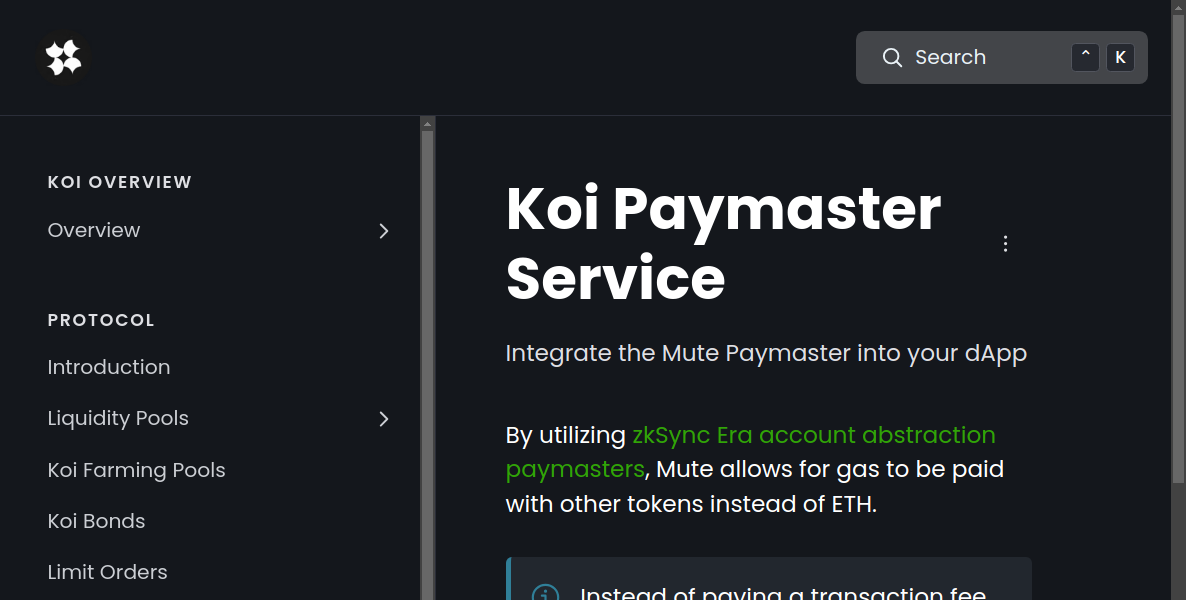 Search
^ K
KOI OVERVIEW
Overview
PROTOCOL
Introduction
Liquidity Pools
Koi Farming Pools
Koi Bonds
Limit Orders
Koi Paymaster
Service
Integrate the Mute Paymaster into your dApp
By utilizing zkSync Era account abstraction
paymasters, Mute allows for gas to be paid
with other tokens instead of ETH.
Instead of paying a transaction fee